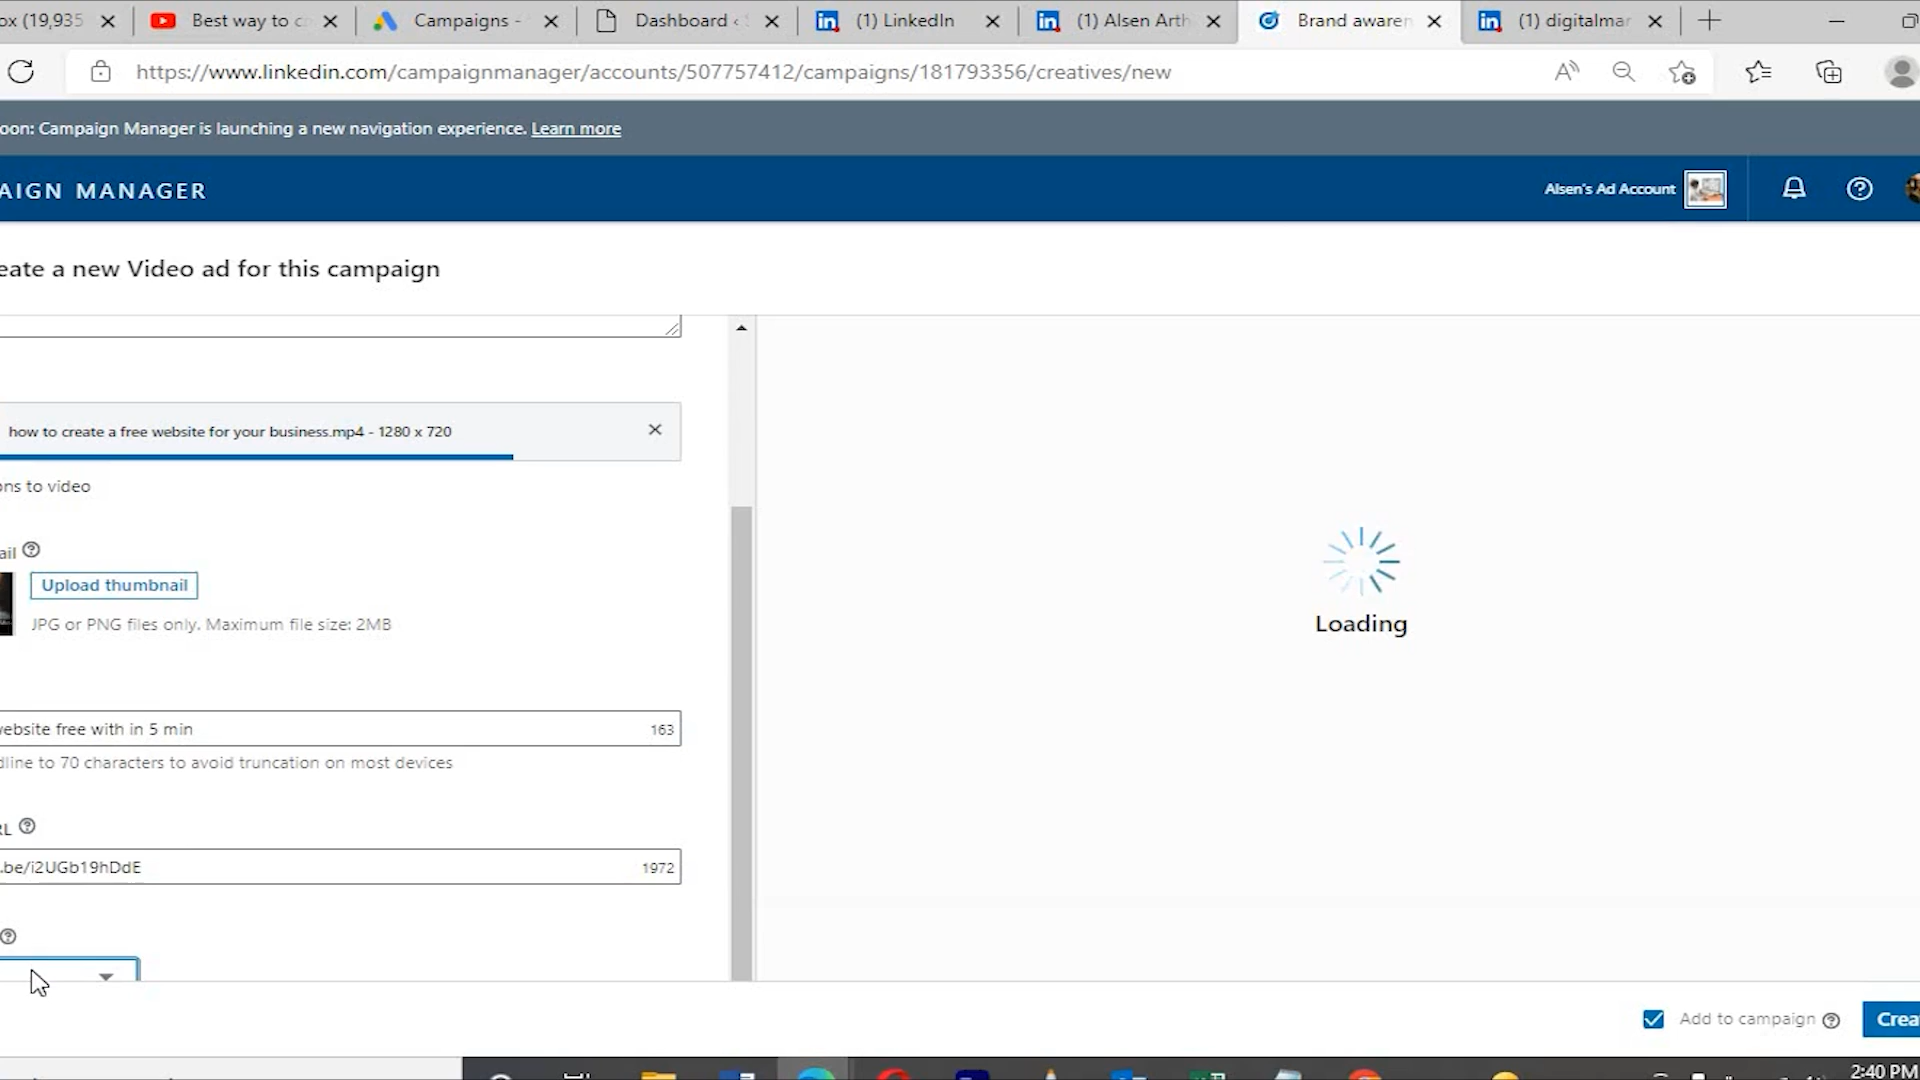 ox (19,935
Best way to c
Campaigns -
Dashboard ‹
(1) LinkedIn
(1) Alsen Arth
Brand awaren
(1) digitalmar
https://www.linkedin.com/campaignmanager/accounts/507757412/campaigns/181793356/creatives/new
oon: Campaign Manager is launching a new navigation experience. Learn more
AIGN MANAGER
Alsen's Ad Account
eate a new Video ad for this campaign
how to create a free website for your business.mp4 - 1280 x 720
ons to video
ail
Upload thumbnail
JPG or PNG files only. Maximum file size: 2MB
Loading
website free with in 5 min
163
dline to 70 characters to avoid truncation on most devices
RL
.be/i2UGb19hDdE
1972
Add to campaign
Crea
2:40 PM